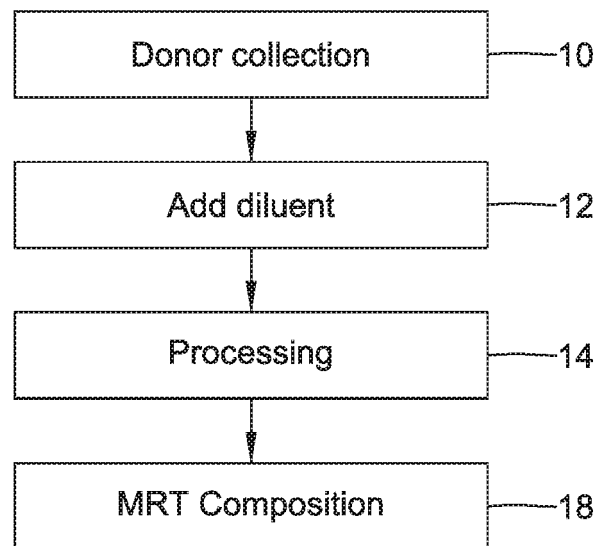 Donor collection 10
Add diluent 12
Processing 14
MRT Composition 18